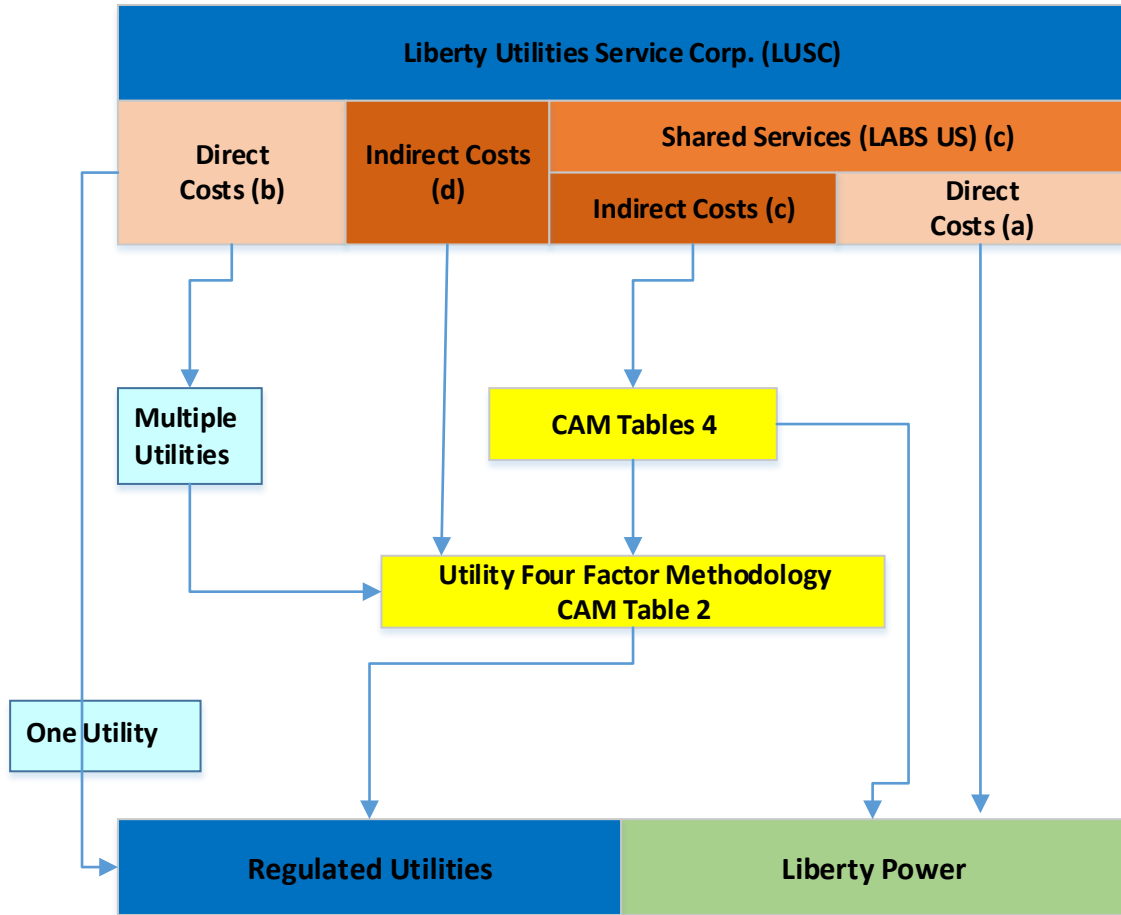 Liberty Utilities Service Corp. (LUSC)
Direct
Costs (b)
Indirect Costs
(d)
Shared Services (LABS US) (c)
Indirect Costs (c)
Direct
Costs (a)
Multiple
Utilities
CAM Tables 4
Utility Four Factor Methodology
CAM Table 2
One Utility
Regulated Utilities
Liberty Power